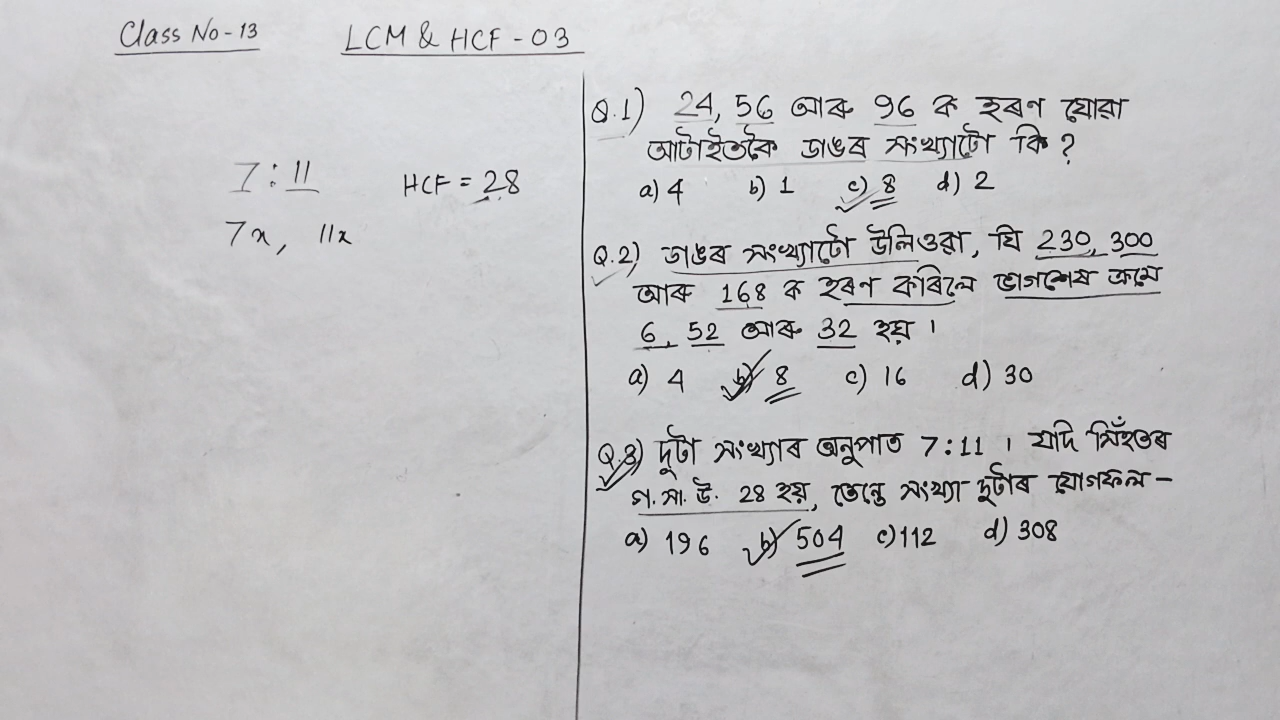 Class No-13
LCM & HCF - 03
7 : 11
HCF = 28
7x, 11x
Q.1) 24, 56 আৰু 96 ক হৰণ যোৱা
আটাইতকৈ ডাঙৰ সংখ্যাটো কি ?
a) 4 b) 1 c) 8 d) 2
Q.2) ডাঙৰ সংখ্যাটো উলিওৱা, যি 230, 300
আৰু 168 ক হৰণ কৰিলে ভাগশেষ ক্ৰমে
6, 52 আৰু 32 হয় ।
a) 4 b) 8 c) 16 d) 30
Q.3) দুটা সংখ্যাৰ অনুপাত 7:11 । যদি সিঁহতৰ
গ. সা. উ. 28 হয়, তেন্তে সংখ্যা দুটাৰ যোগফল –
a) 196 b) 504 c) 112 d) 308